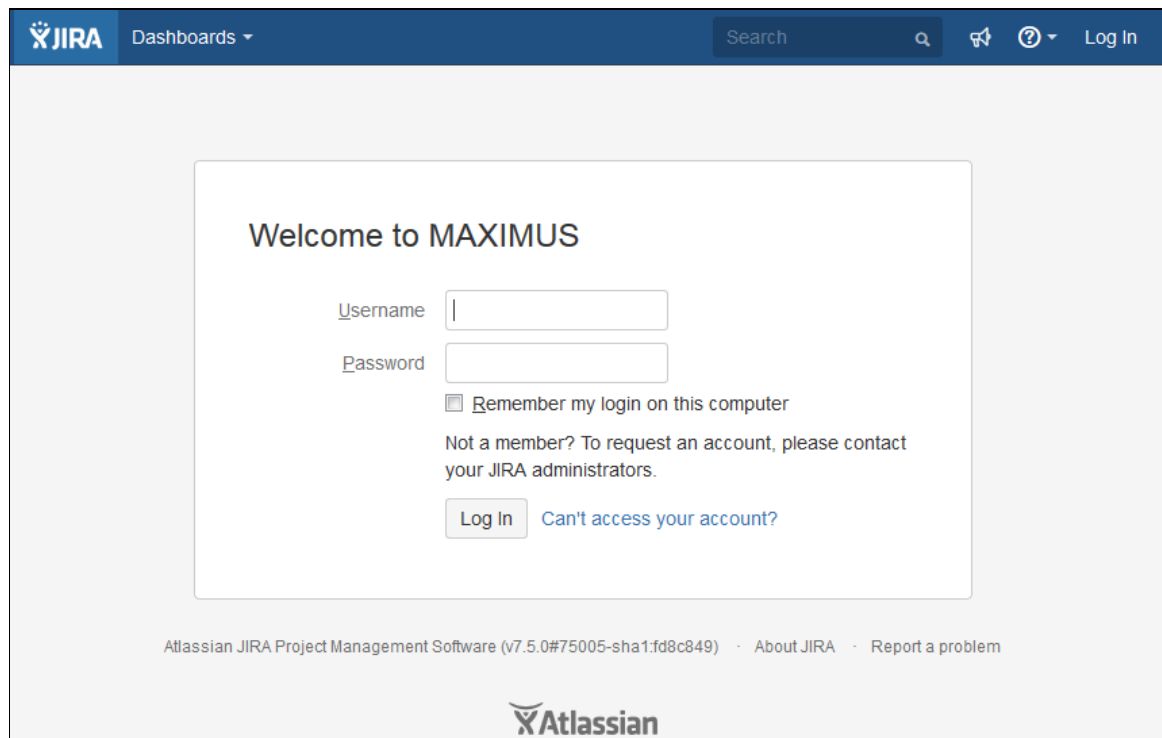 JIRA Dashboards Search Log In
Welcome to MAXIMUS
Username
Password
Remember my login on this computer
Not a member? To request an account, please contact
your JIRA administrators.
Log In Can't access your account?
Atlassian JIRA Project Management Software (v7.5.0#75005-sha1:fd8c849) · About JIRA · Report a problem
Atlassian